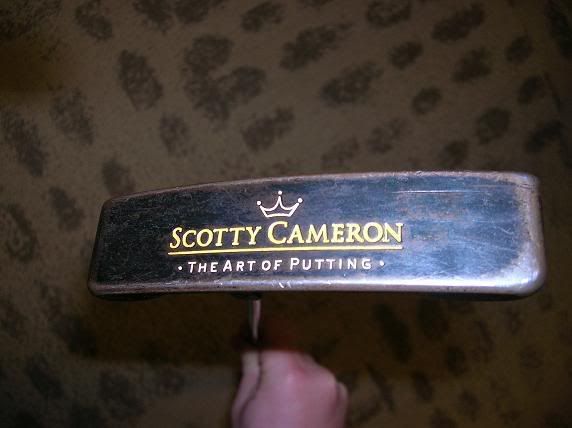 SCOTTY CAMERON
· THE ART OF PUTTING ·